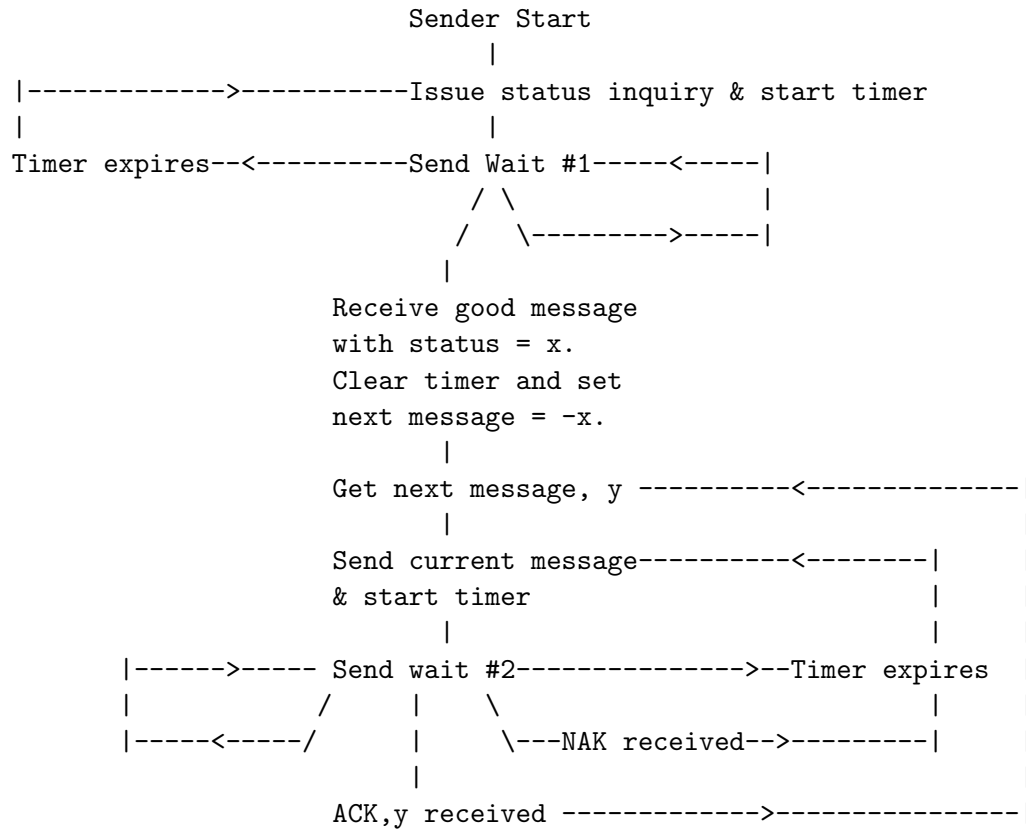 Sender Start
|
|------------->-----------Issue status inquiry & start timer
| |
Timer expires--<----------Send Wait #1-----<-----|
/ \ |
/ \--------->-----|
|
Receive good message
with status = x.
Clear timer and set
next message = -x.
|
Get next message, y ----------<--------------|
|
Send current message----------<--------| |
& start timer | |
| | |
|------>----- Send wait #2--------------->--Timer expires |
| / | \ | |
|-----<-----/ | \---NAK received-->---------| |
| |
ACK,y received ------------->----------------|